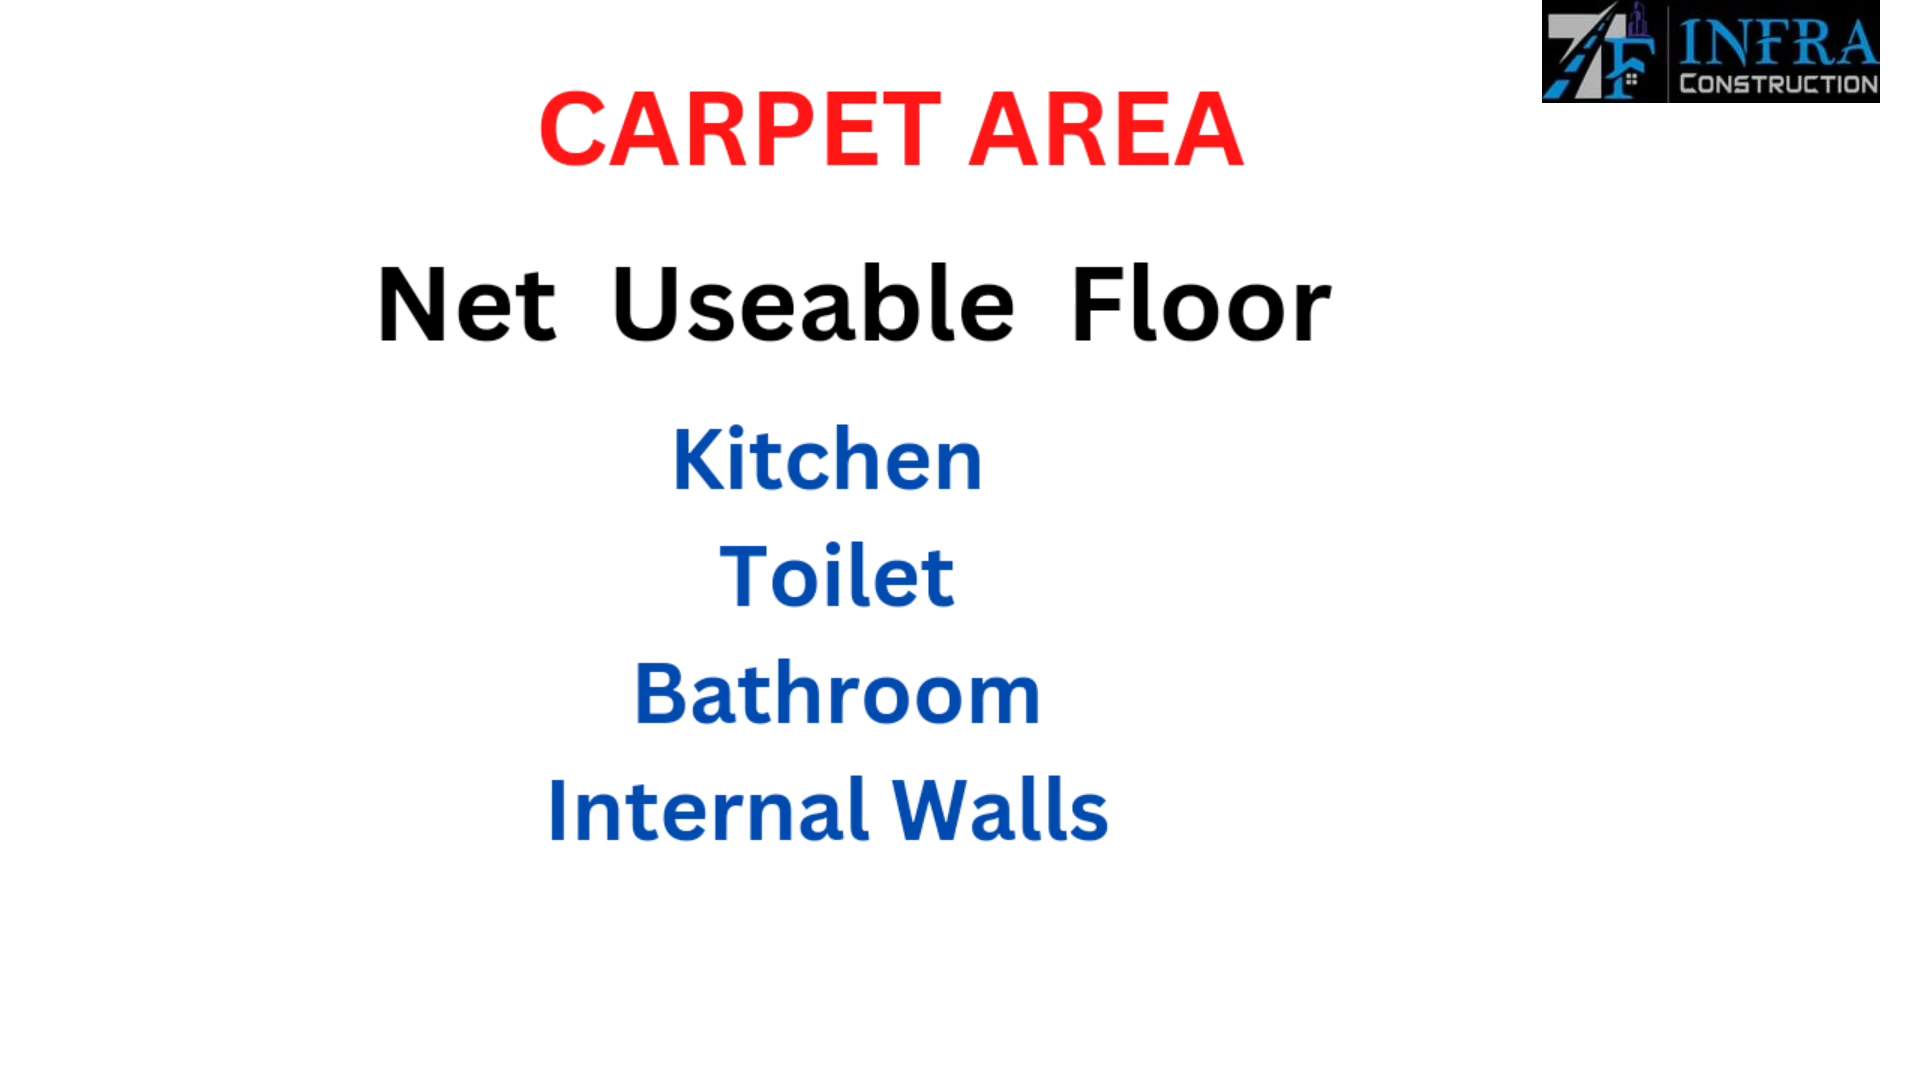 INFRA
CONSTRUCTION
CARPET AREA
Net Useable Floor
Kitchen
Toilet
Bathroom
Internal Walls